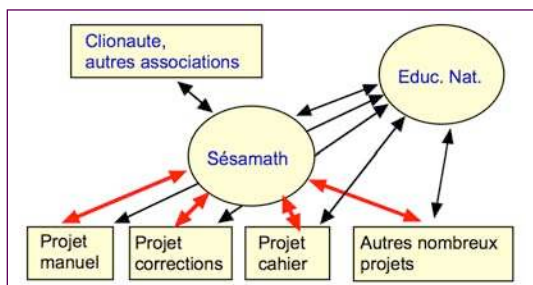 Clionaute,
autres associations
Educ. Nat.
Sésamath
Projet
manuel
Projet
corrections
Projet
cahier
Autres nombreux
projets